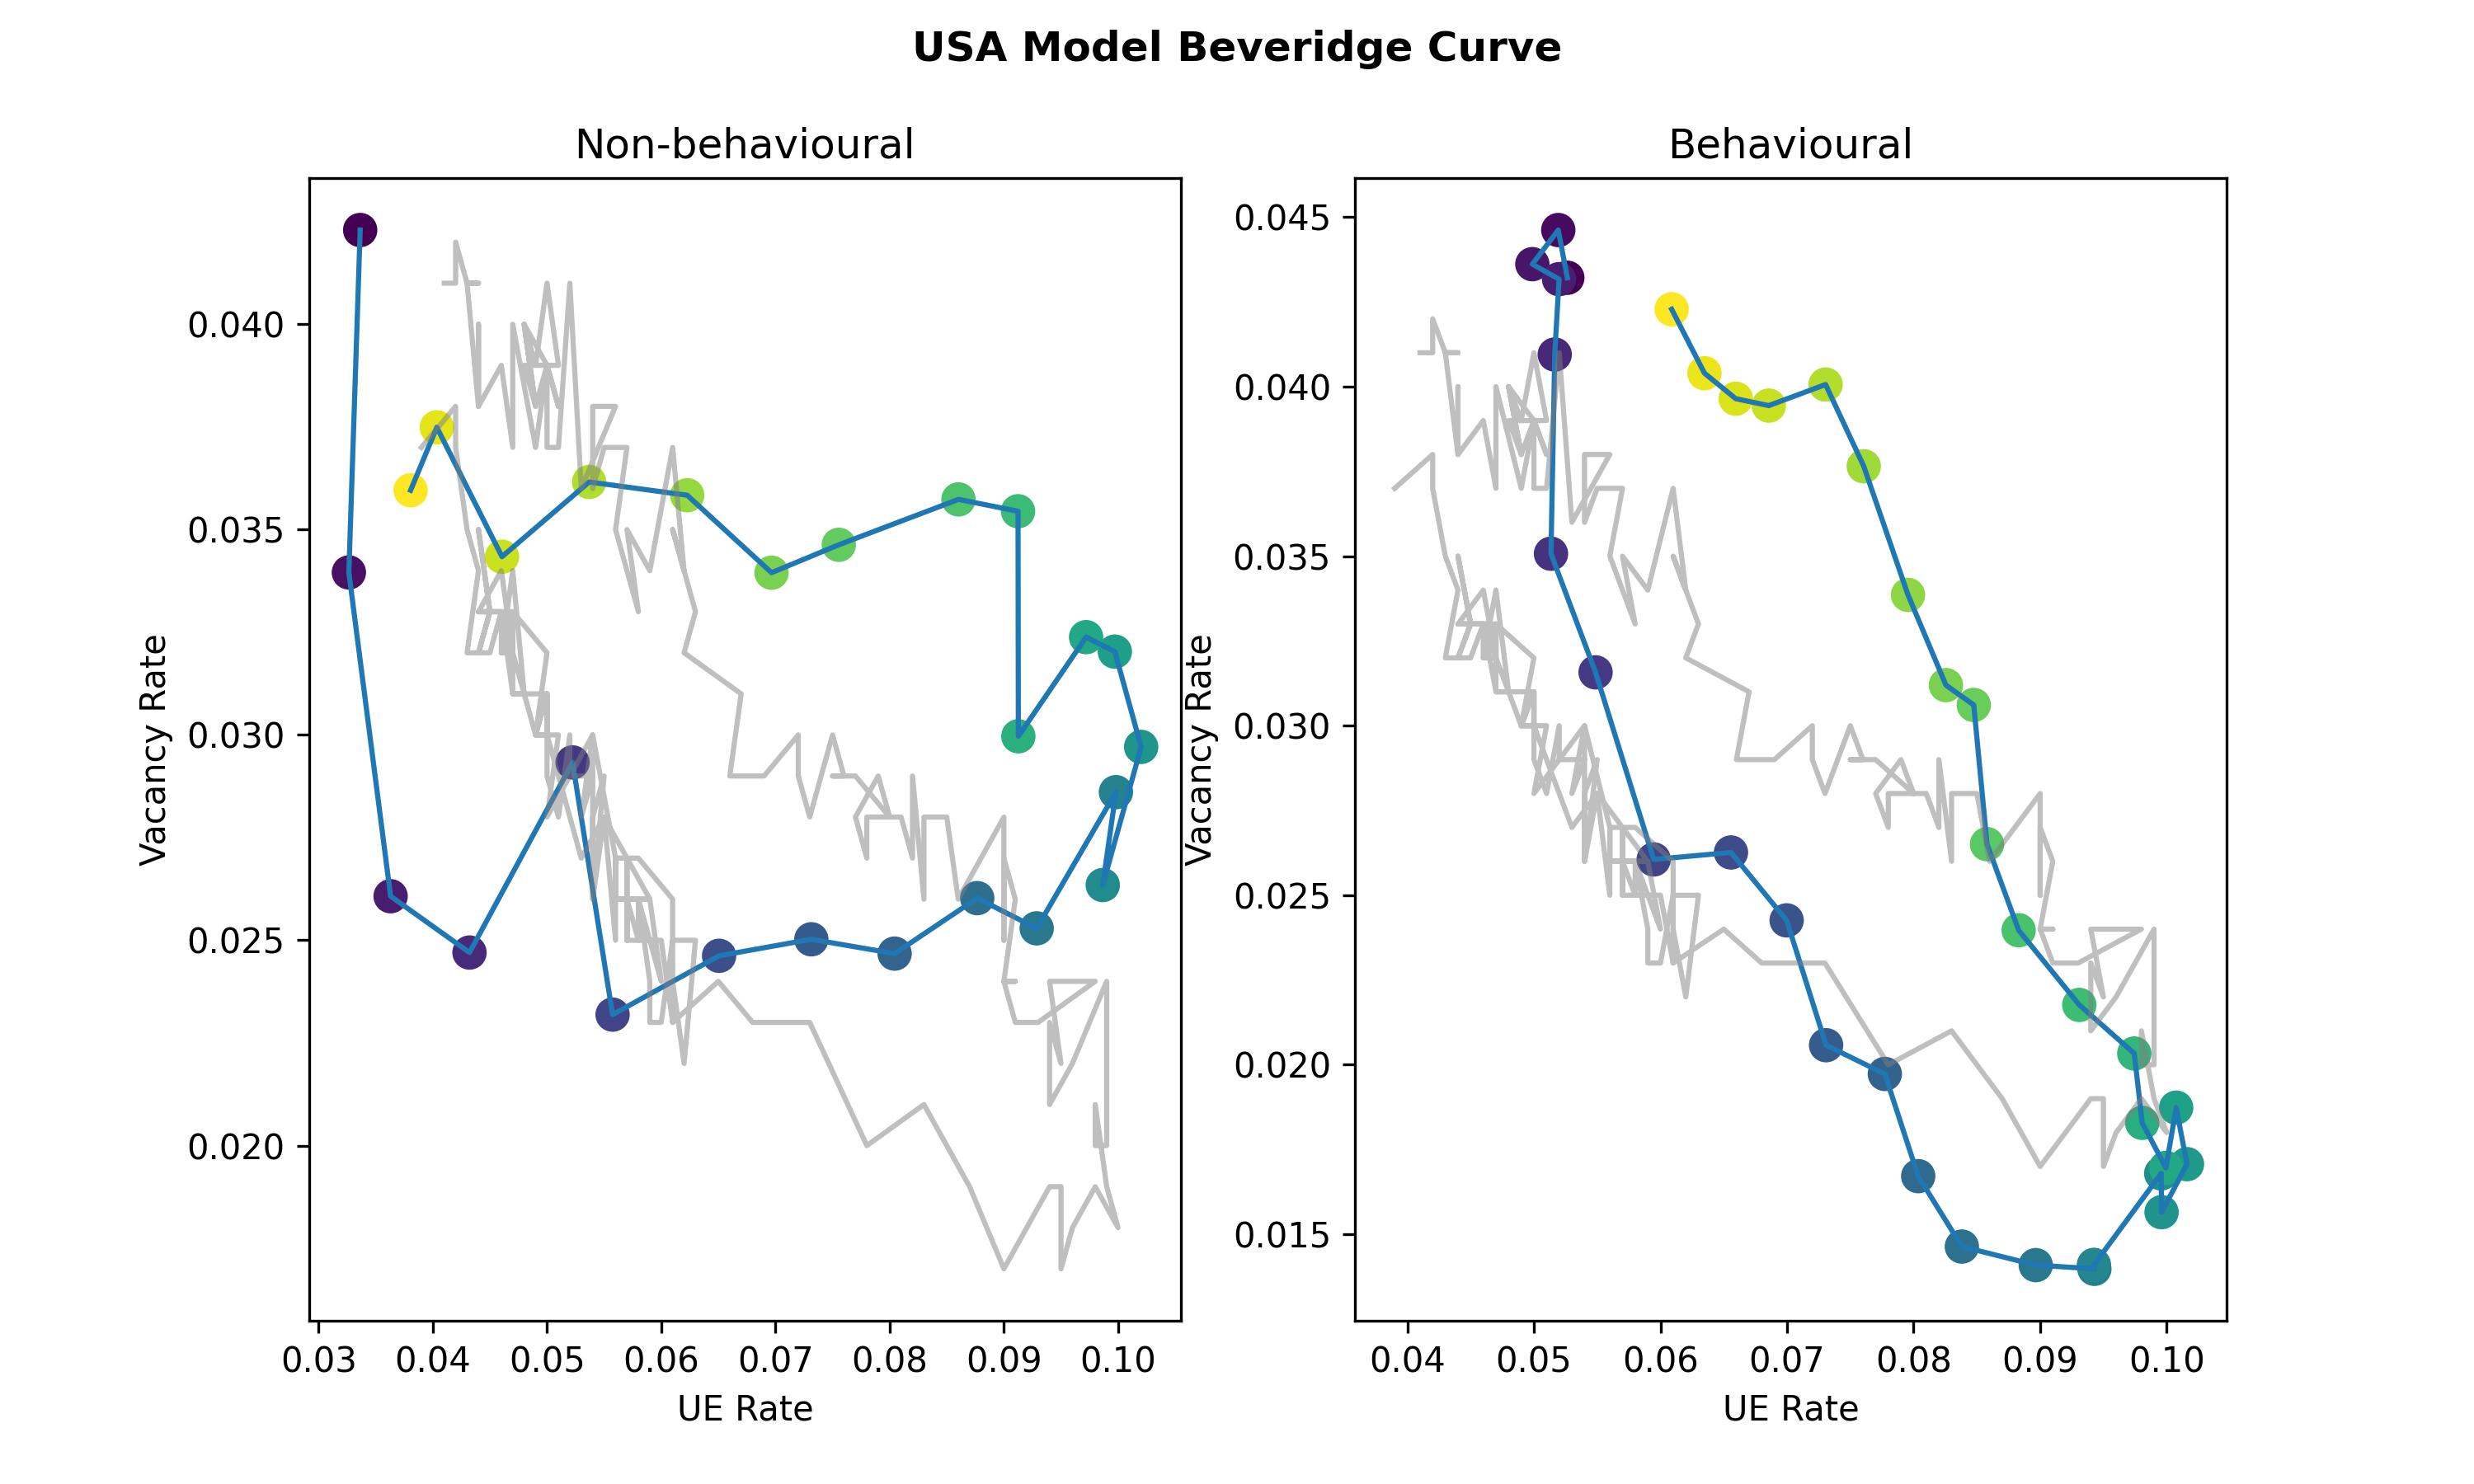 USA Model Beveridge Curve
Non-behavioural
Vacancy Rate
0.040
0.035
0.030
0.025
0.020
0.03 0.04 0.05 0.06 0.07 0.08 0.09 0.10
UE Rate
Behavioural
Vacancy Rate
0.045
0.040
0.035
0.030
0.025
0.020
0.015
0.04 0.05 0.06 0.07 0.08 0.09 0.10
UE Rate